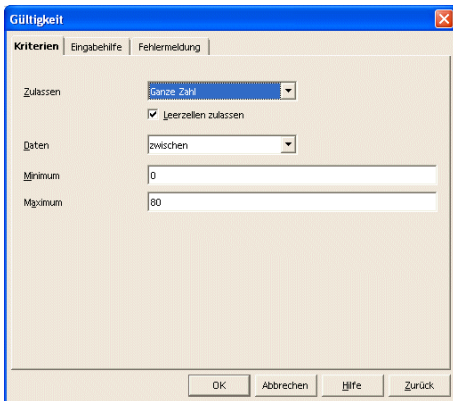 Gültigkeit
Kriterien Eingabehilfe Fehlermeldung
Zulassen Ganze Zahl
Leerzellen zulassen
Daten zwischen
Minimum 0
Maximum 80
OK Abbrechen Hilfe Zurück